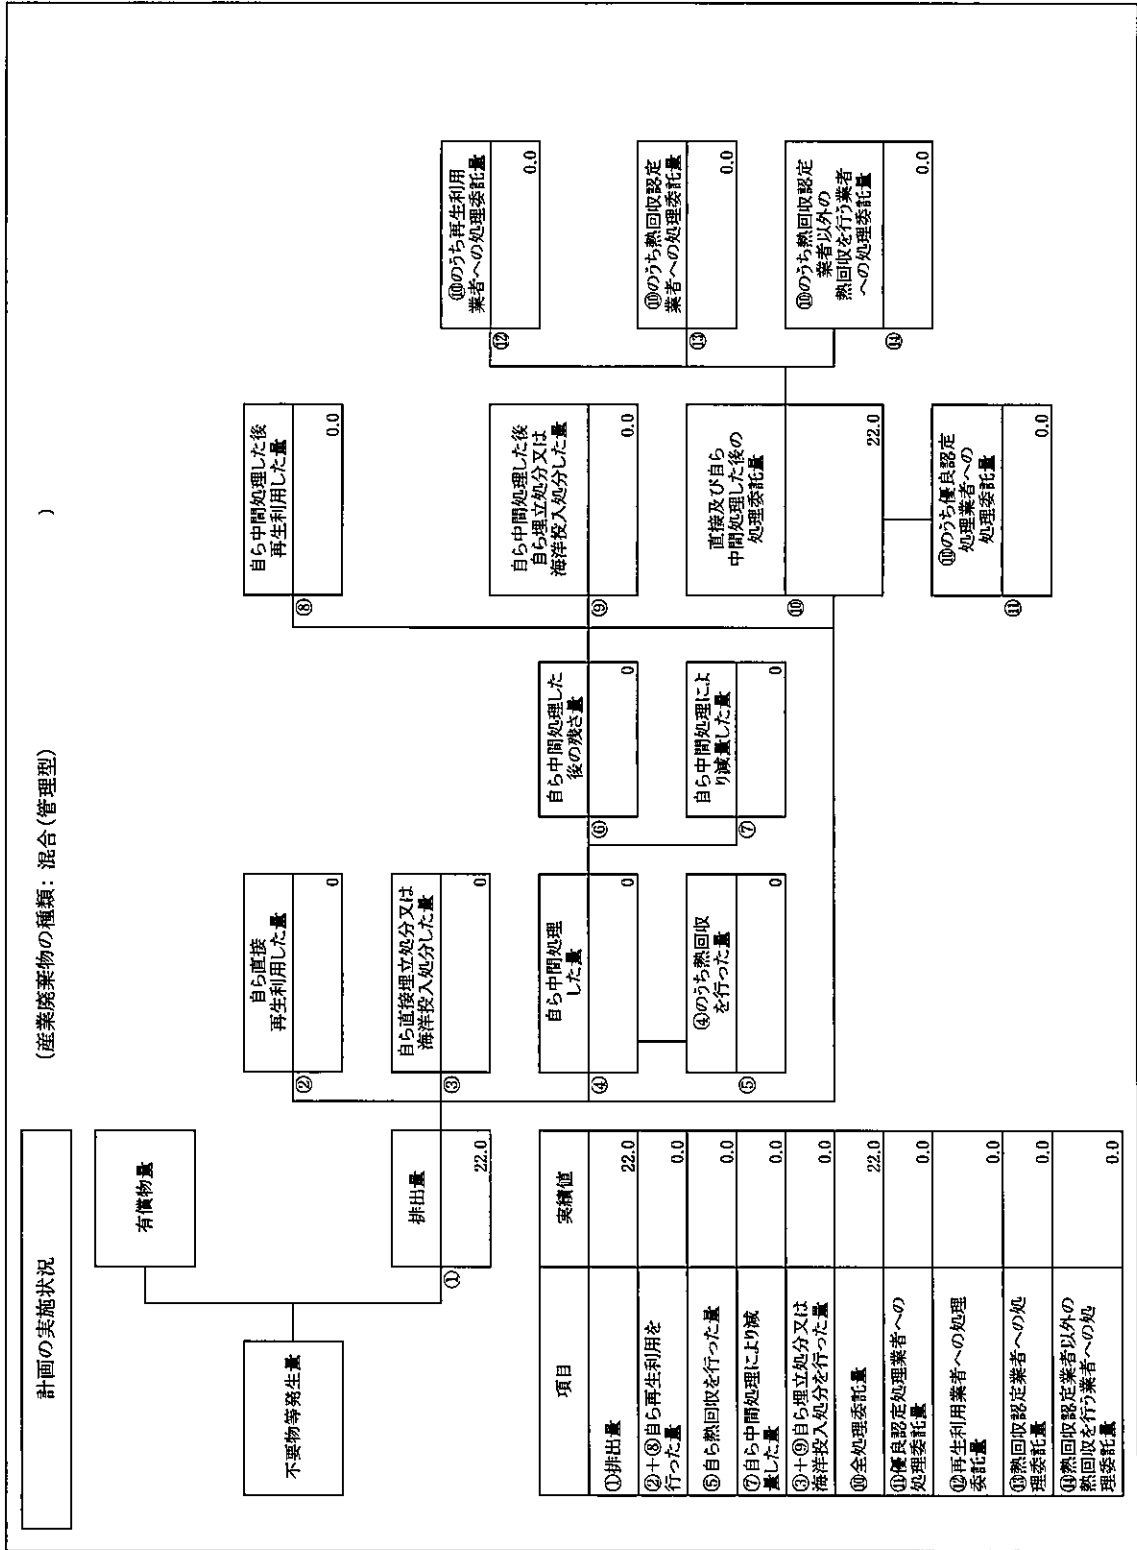 計画の実施状況
(産業廃棄物の種類: 混合(管理型) )
不要物等発生量
有償物量
①
排出量
22.0
②
自ら直接
再生利用した量
0
③
自ら直接埋立処分又は
海洋投入処分した量
0
④
自ら中間処理
した量
0
⑤
④のうち熱回収
を行った量
0
⑥
自ら中間処理した
後の残さ量
0
⑦
自ら中間処理によ
り減量した量
0
⑧
自ら中間処理した後
再生利用した量
0.0
⑨
自ら中間処理した後
自ら埋立処分又は
海洋投入処分した量
0.0
⑩
直接及び自ら
中間処理した後の
処理委託量
22.0
⑪
⑩のうち優良認定
処理業者への
処理委託量
0.0
⑫
⑩のうち再生利用
業者への処理委託量
0.0
⑬
⑩のうち熱回収認定
業者への処理委託量
0.0
⑭
⑩のうち熱回収認定
業者以外の
熱回収を行う業者
への処理委託量
0.0
項目 実績値
①排出量 22.0
②+⑧自ら再生利用を
行った量 0.0
⑤自ら熱回収を行った量 0.0
⑦自ら中間処理により減
量した量 0.0
③+⑨自ら埋立処分又は
海洋投入処分を行った量 0.0
⑩全処理委託量 22.0
⑪優良認定処理業者への
処理委託量 0.0
⑫再生利用業者への処理
委託量 0.0
⑬熱回収認定業者への処
理委託量 0.0
⑭熱回収認定業者以外の
熱回収を行う業者への処
理委託量 0.0